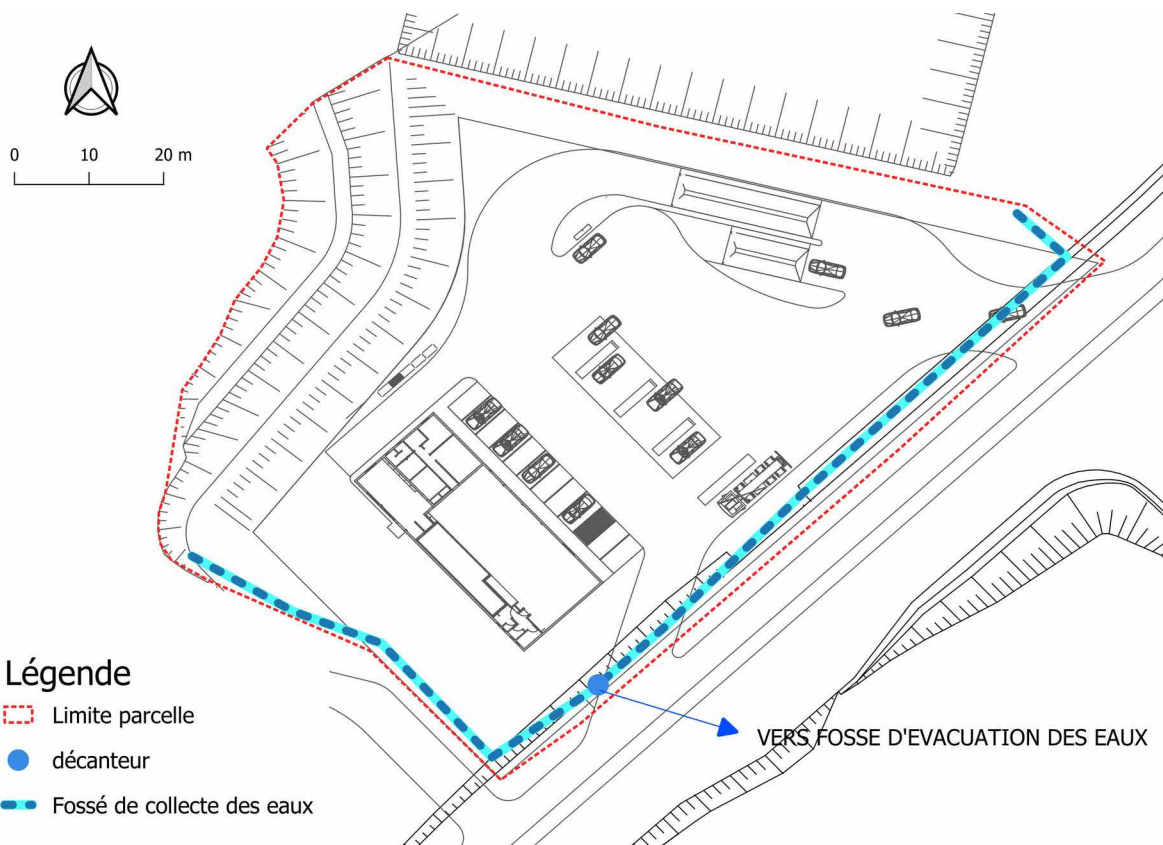 0 10 20 m
Légende
Limite parcelle
décanteur
VERS FOSSE D'EVACUATION DES EAUX
Fossé de collecte des eaux